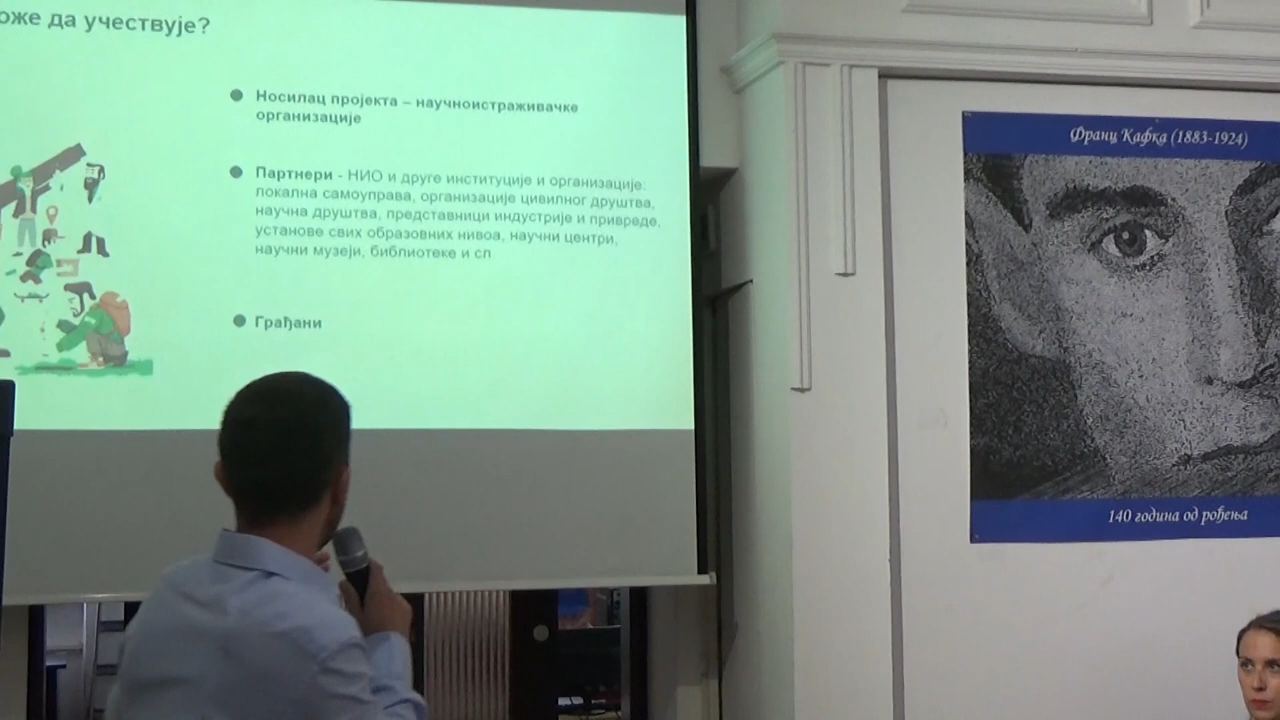 оже да учествује?
Носилац пројекта – научноистраживачке
организације
Партнери - НИО и друге институције и организације:
локална самоуправа, организације цивилног друштва,
научна друштва, представници индустрије и привреде,
установе свих образовних нивоа, научни центри,
научни музеји, библиотеке и сл
Грађани
Франц Кафка (1883-1924)
140 година од рођења